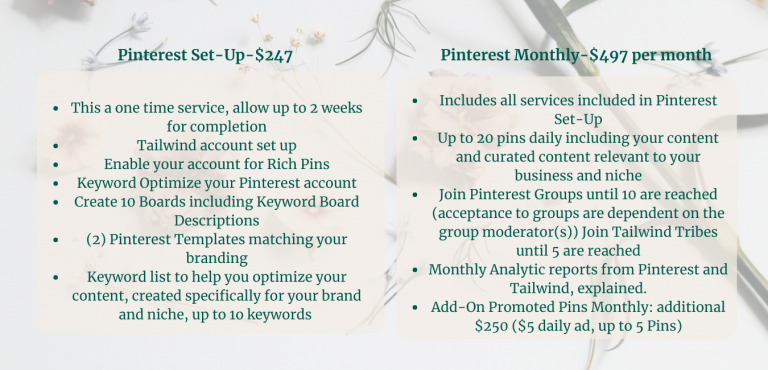 Pinterest Set-Up-$247
• This a one time service, allow up to 2 weeks
for completion
• Tailwind account set up
• Enable your account for Rich Pins
• Keyword Optimize your Pinterest account
• Create 10 Boards including Keyword Board
Descriptions
• (2) Pinterest Templates matching your
branding
• Keyword list to help you optimize your
content, created specifically for your brand
and niche, up to 10 keywords
Pinterest Monthly-$497 per month
• Includes all services included in Pinterest
Set-Up
• Up to 20 pins daily including your content
and curated content relevant to your
business and niche
• Join Pinterest Groups until 10 are reached
(acceptance to groups are dependent on the
group moderator(s)) Join Tailwind Tribes
until 5 are reached
• Monthly Analytic reports from Pinterest and
Tailwind, explained.
• Add-On Promoted Pins Monthly: additional
$250 ($5 daily ad, up to 5 Pins)